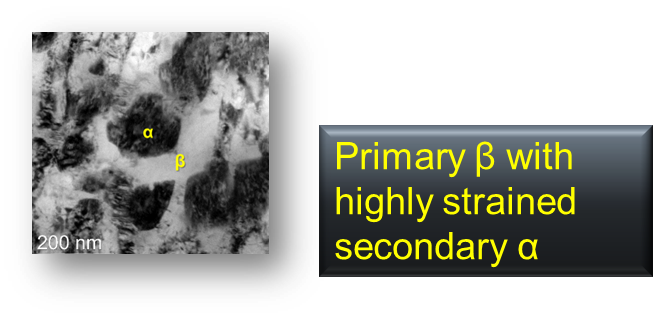 α
β
200 nm
Primary β with
highly strained
secondary α